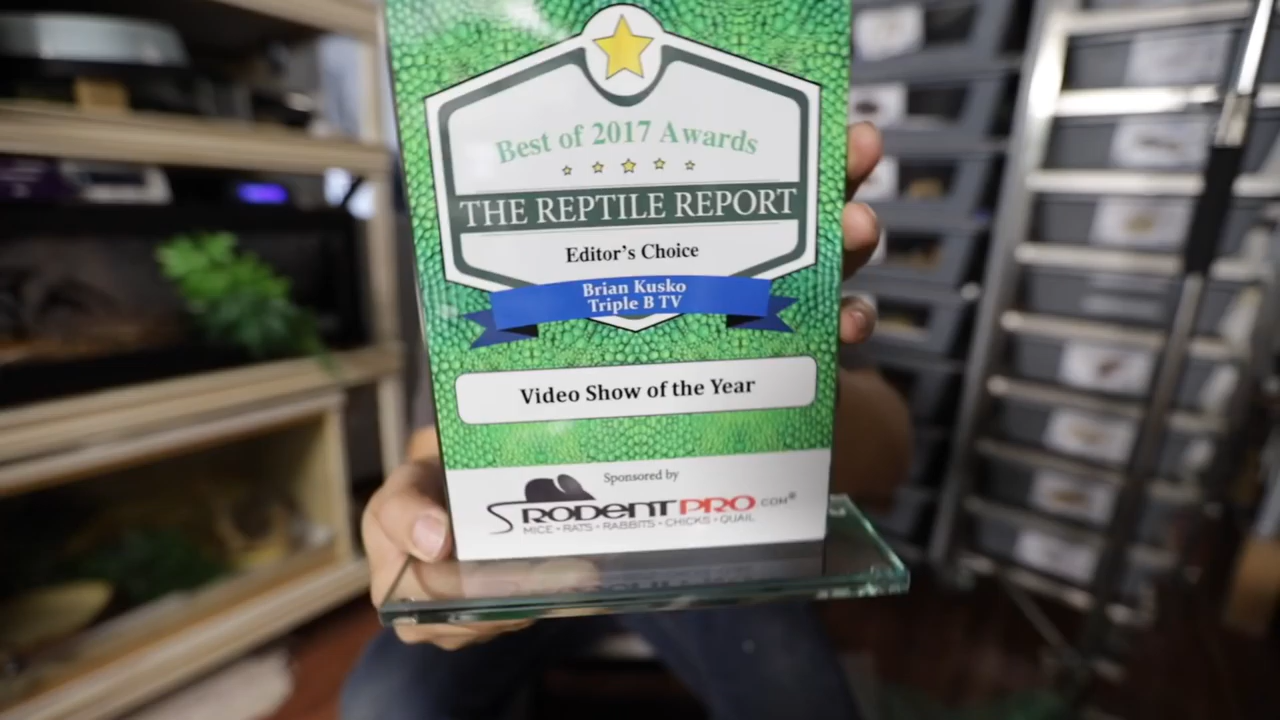 Best of 2017 Awards
THE REPTILE REPORT
Editor's Choice
Brian Kusko
Triple B TV
Video Show of the Year
Sponsored by
RODENTPRO.COM®
MICE • RATS • RABBITS • CHICKS • QUAIL